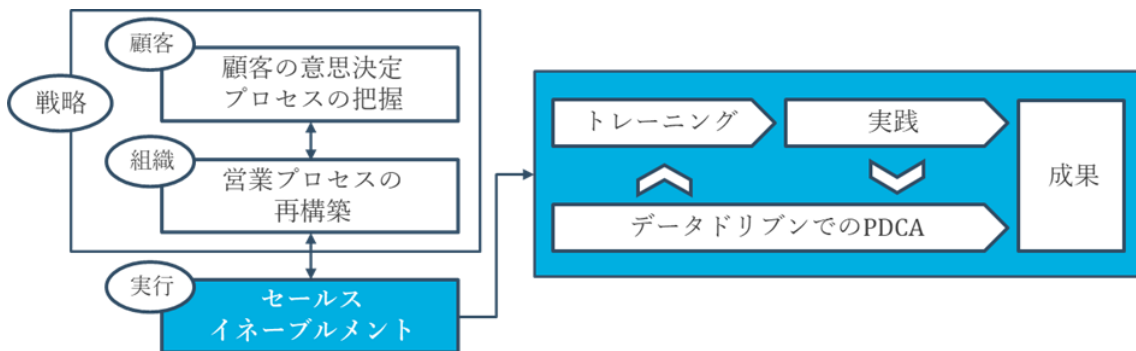 顧客
顧客の意思決定
プロセスの把握
戦略
組織
営業プロセスの
再構築
実行
セールス
イネーブルメント
トレーニング
実践
成果
データドリブンでのPDCA